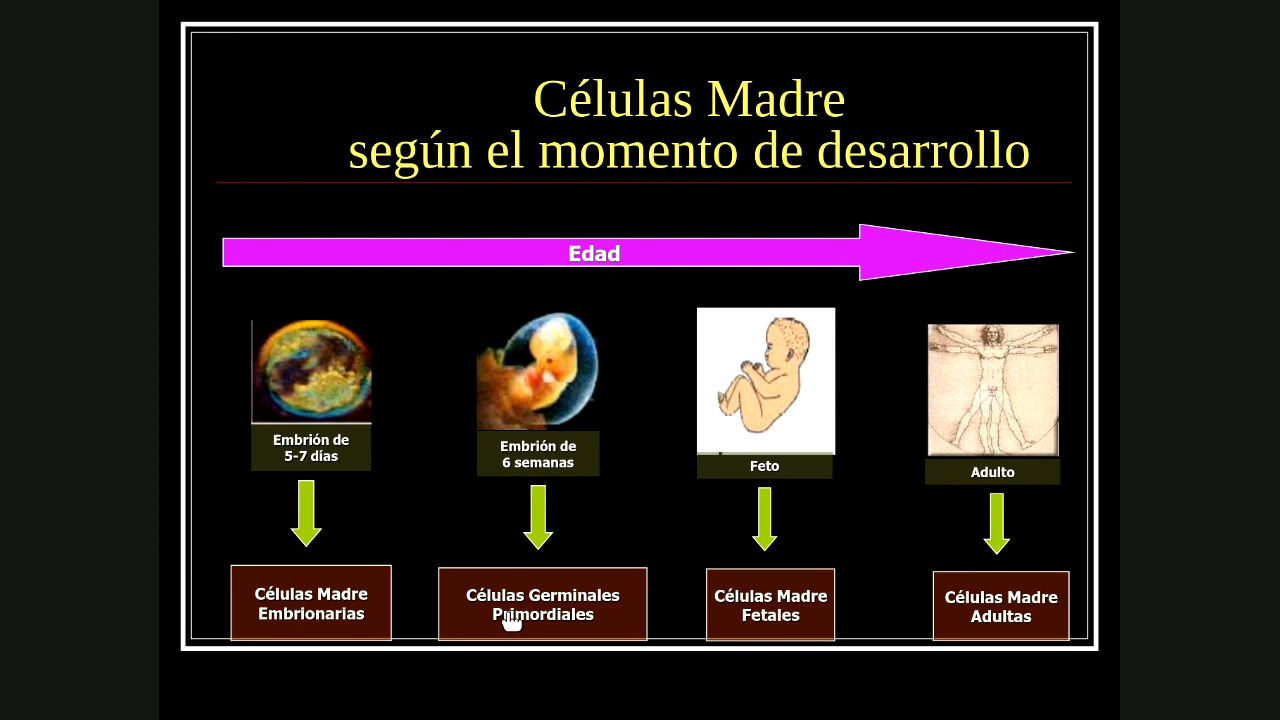 Células Madre
según el momento de desarrollo
Edad
Embrión de
5-7 días
Embrión de
6 semanas
Feto
Adulto
Células Madre
Embrionarias
Células Germinales
Primordiales
Células Madre
Fetales
Células Madre
Adultas